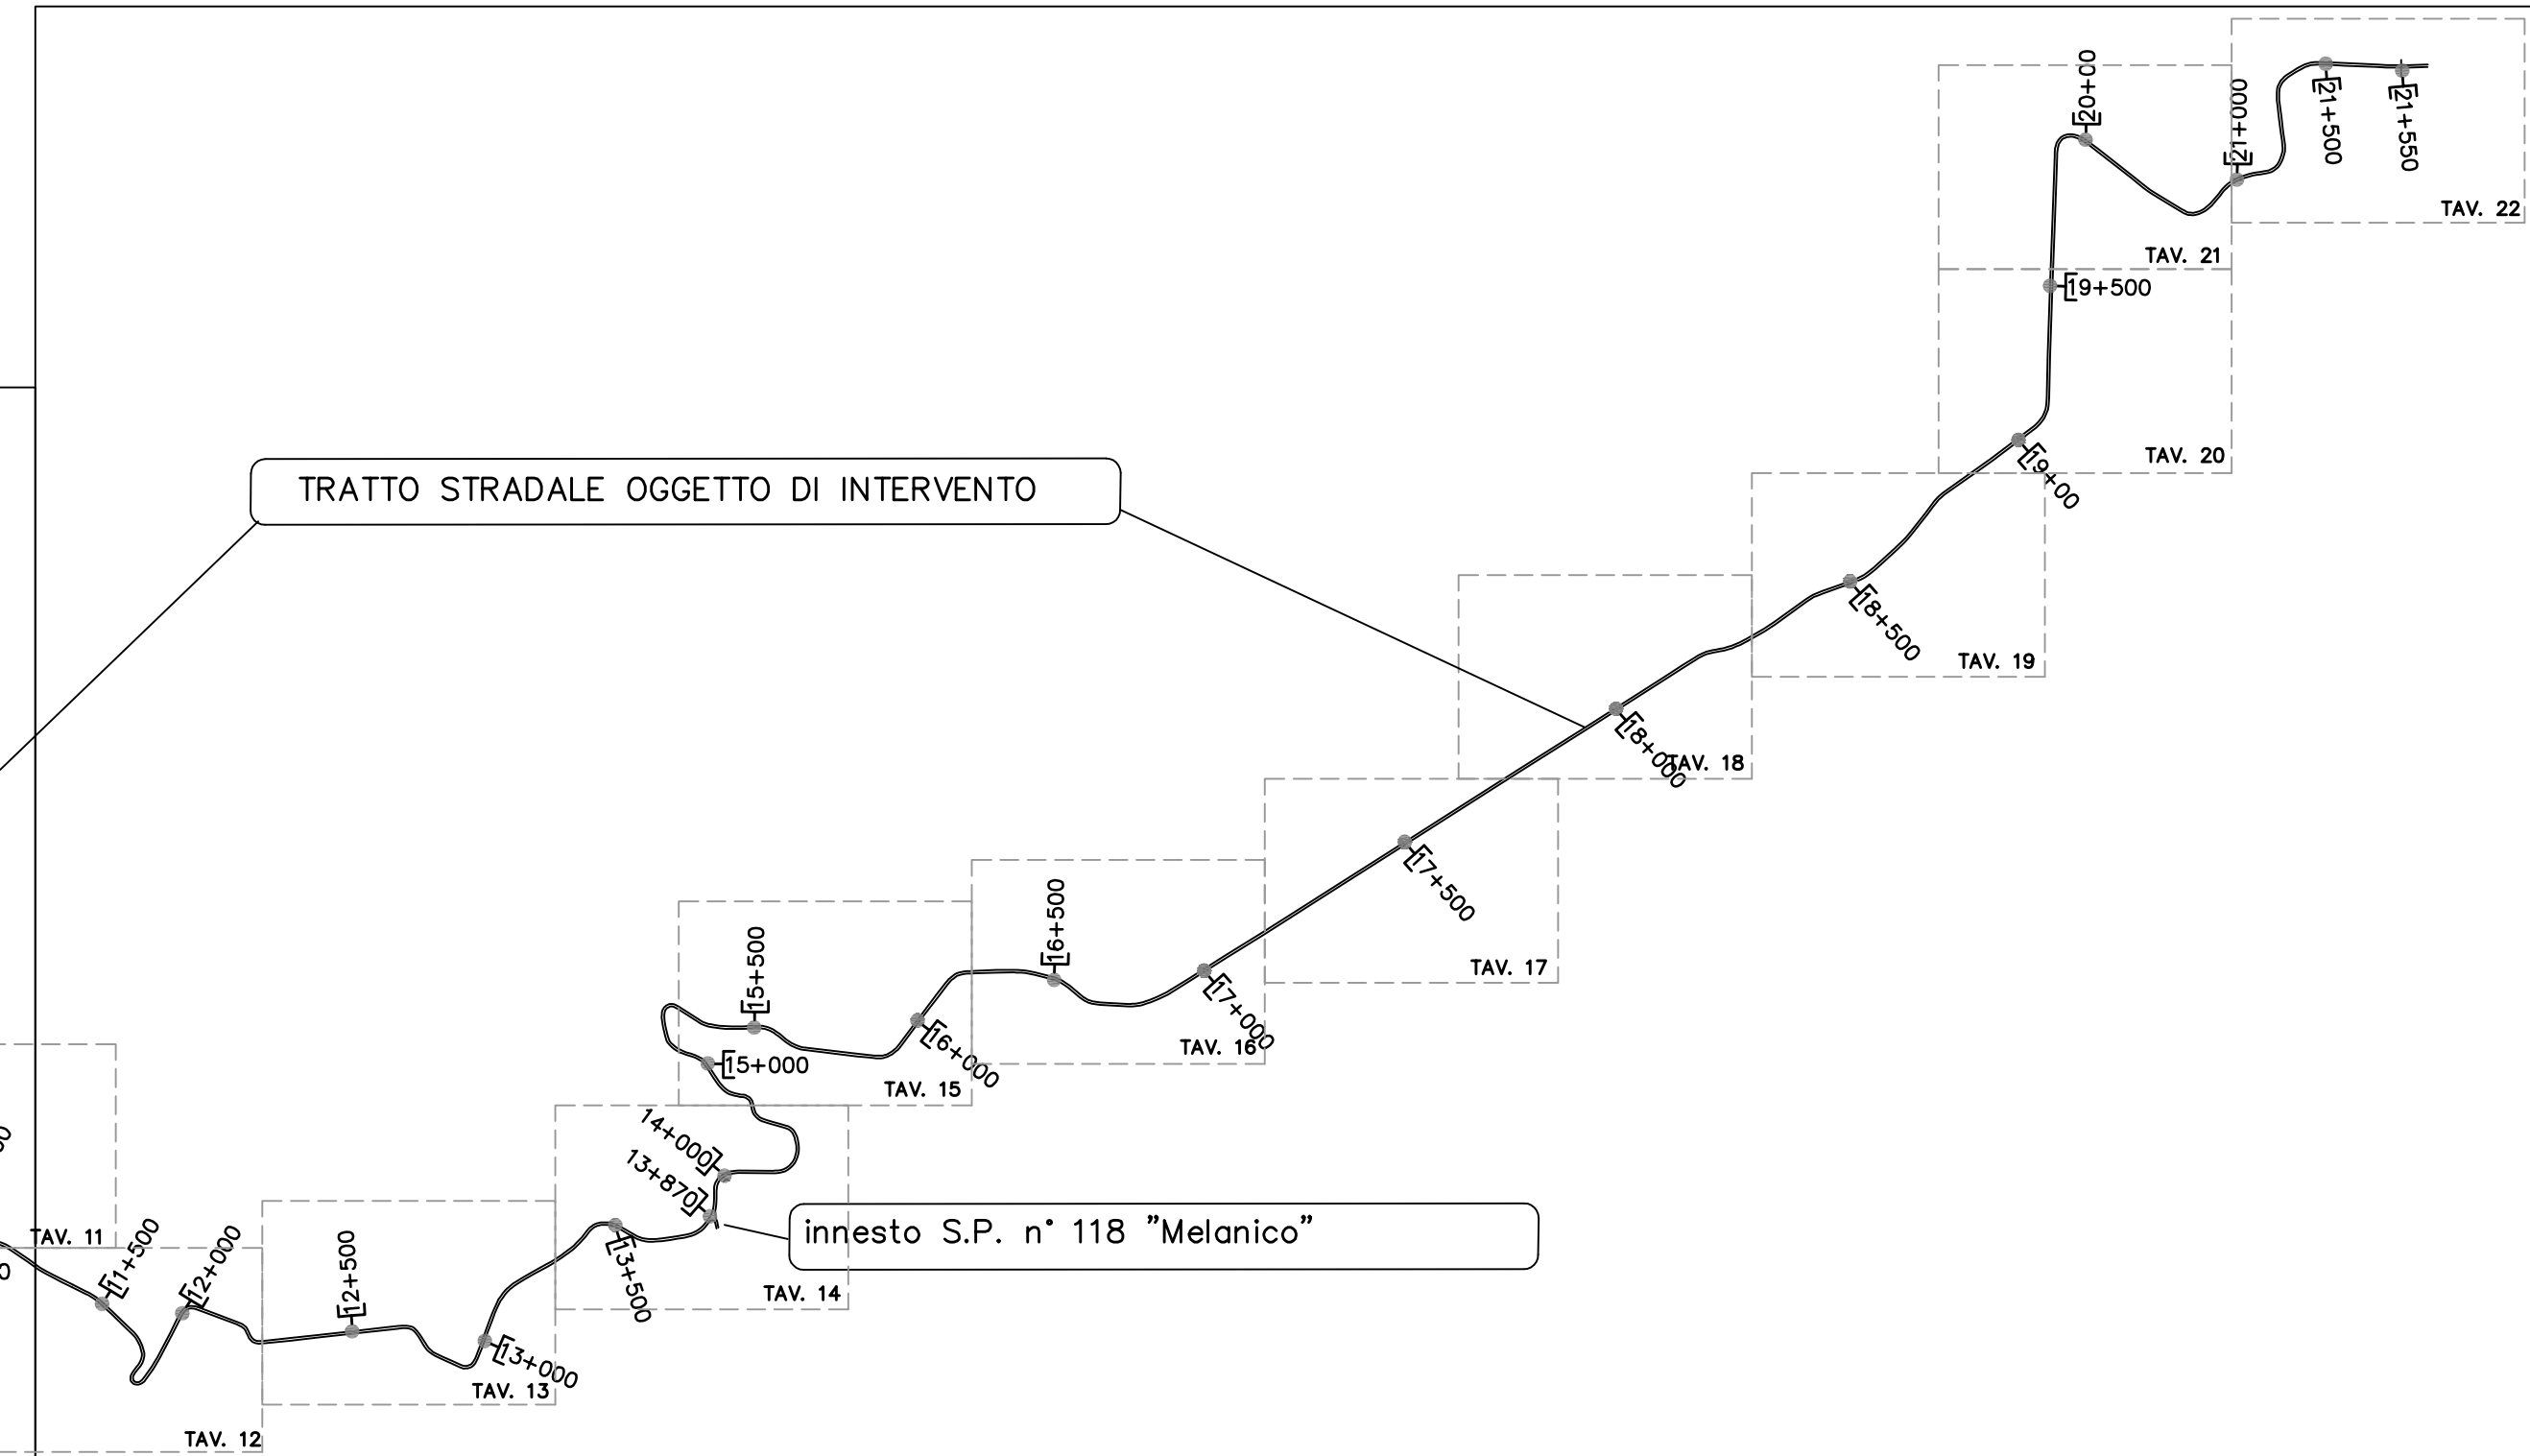 20+00
21+000
21+500
21+550
TAV. 22
TAV. 21
19+500
TAV. 20
19+00
TRATTO STRADALE OGGETTO DI INTERVENTO
18+500
TAV. 19
18+000
TAV. 18
17+500
TAV. 17
16+500
17+000
TAV. 16
15+500
16+000
15+000
TAV. 15
14+000
13+870
innesto S.P. n° 118 "Melanico"
13+500
TAV. 14
TAV. 11
11+500
12+000
12+500
13+000
TAV. 13
TAV. 12